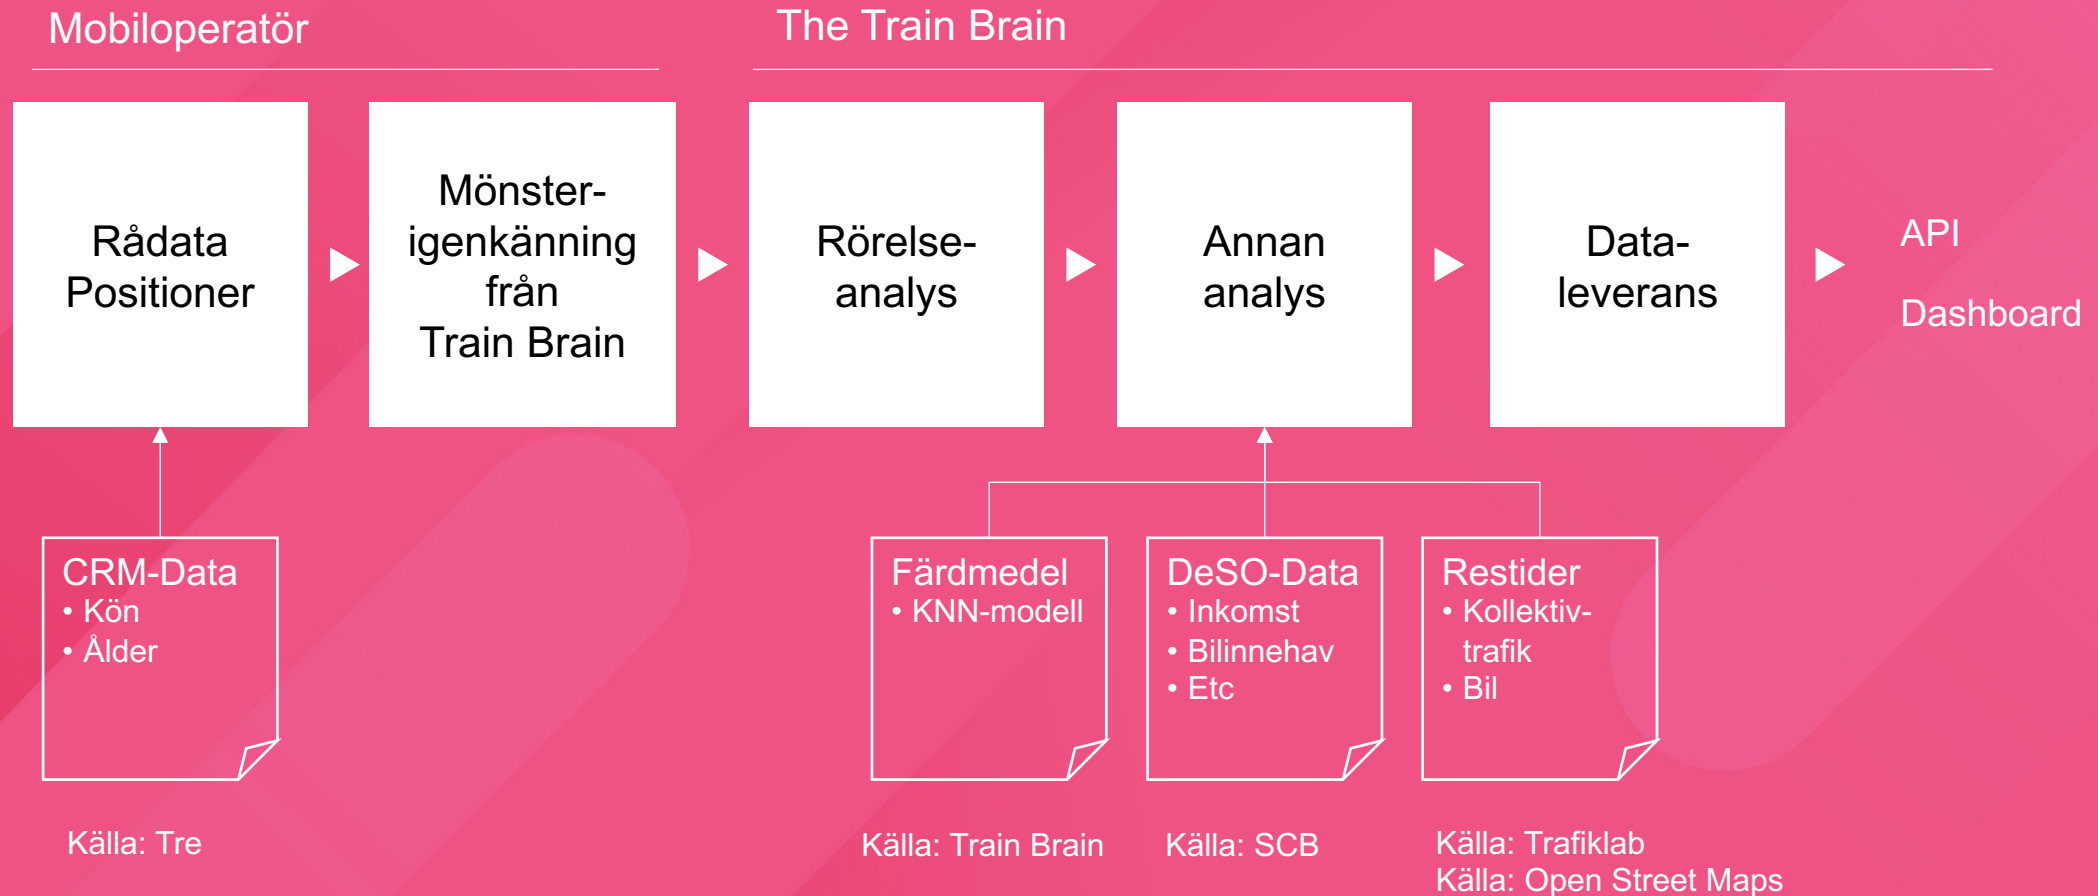 Mobiloperatör
The Train Brain
Rådata
Positioner
Mönster-
igenkänning
från
Train Brain
Rörelse-
analys
Annan
analys
Data-
leverans
API
Dashboard
CRM-Data
• Kön
• Ålder
Färdmedel
• KNN-modell
DeSO-Data
• Inkomst
• Bilinnehav
• Etc
Restider
• Kollektiv-
trafik
• Bil
Källa: Tre
Källa: Train Brain
Källa: SCB
Källa: Trafiklab
Källa: Open Street Maps